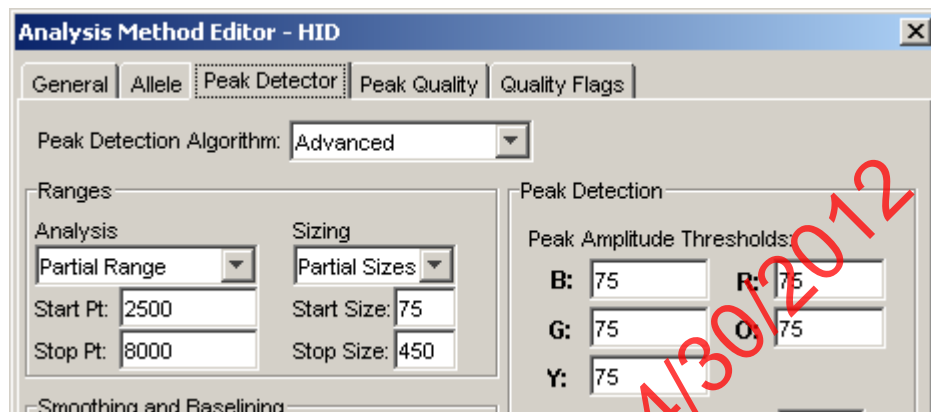 Analysis Method Editor - HID
General Allele Peak Detector Peak Quality Quality Flags
Peak Detection Algorithm: Advanced
Ranges
Analysis Sizing
Partial Range Partial Sizes
Start Pt: 2500 Start Size: 75
Stop Pt: 8000 Stop Size: 450
Smoothing and Baselining
Peak Detection
Peak Amplitude Thresholds:
B: 75 R: 75
G: 75 O: 75
Y: 75
4/30/2012